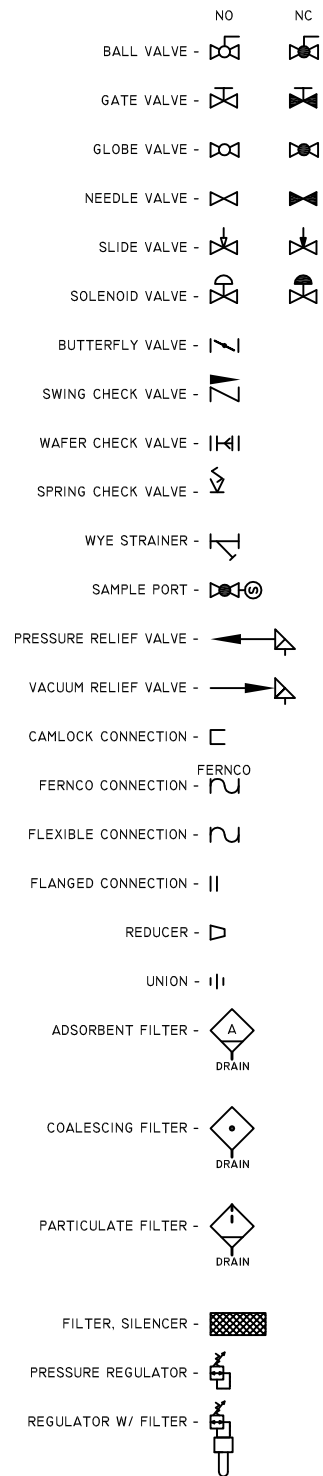 NO NC
BALL VALVE -
GATE VALVE -
GLOBE VALVE -
NEEDLE VALVE -
SLIDE VALVE -
SOLENOID VALVE -
BUTTERFLY VALVE -
SWING CHECK VALVE -
WAFER CHECK VALVE -
SPRING CHECK VALVE -
WYE STRAINER -
SAMPLE PORT - S
PRESSURE RELIEF VALVE -
VACUUM RELIEF VALVE -
CAMLOCK CONNECTION -
FERNCO
FERNCO CONNECTION -
FLEXIBLE CONNECTION -
FLANGED CONNECTION -
REDUCER -
UNION -
ADSORBENT FILTER - A
DRAIN
COALESCING FILTER -
DRAIN
PARTICULATE FILTER -
DRAIN
FILTER, SILENCER -
PRESSURE REGULATOR -
REGULATOR W/ FILTER -